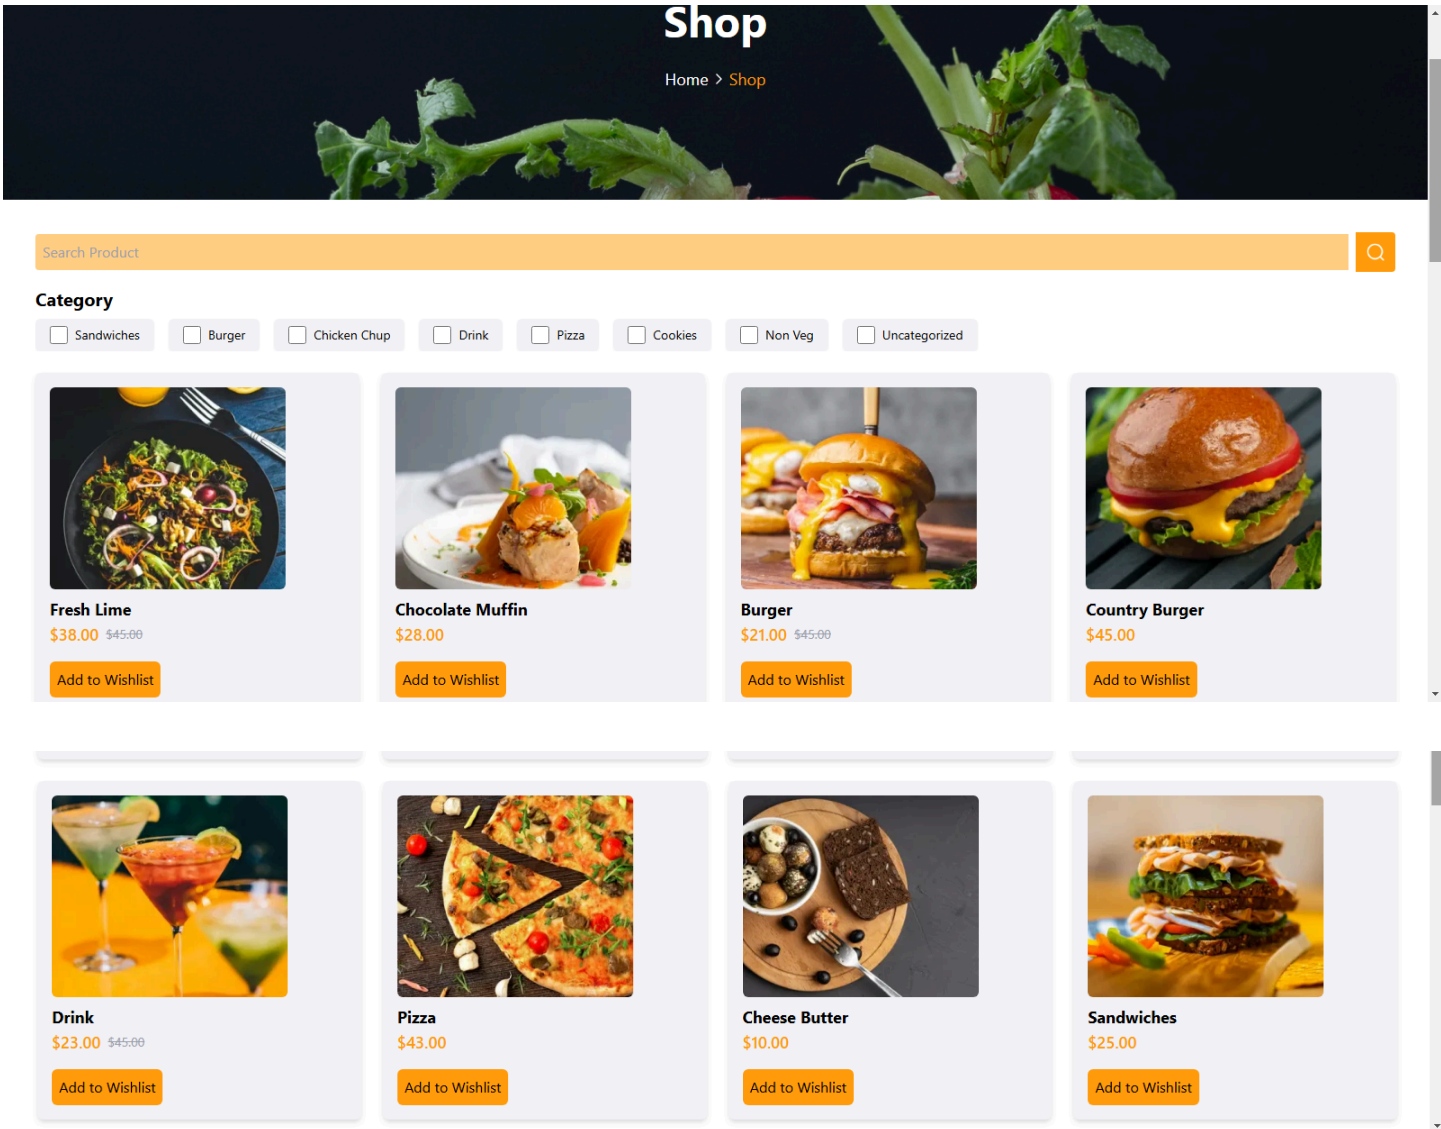 Shop
Home > Shop
Search Product
Category
Sandwiches Burger Chicken Chup Drink Pizza Cookies Non Veg Uncategorized
Fresh Lime Chocolate Muffin Burger Country Burger
$38.00 $45.00 $28.00 $21.00 $45.00 $45.00
Add to Wishlist Add to Wishlist Add to Wishlist Add to Wishlist
Drink Pizza Cheese Butter Sandwiches
$23.00 $45.00 $43.00 $10.00 $25.00
Add to Wishlist Add to Wishlist Add to Wishlist Add to Wishlist